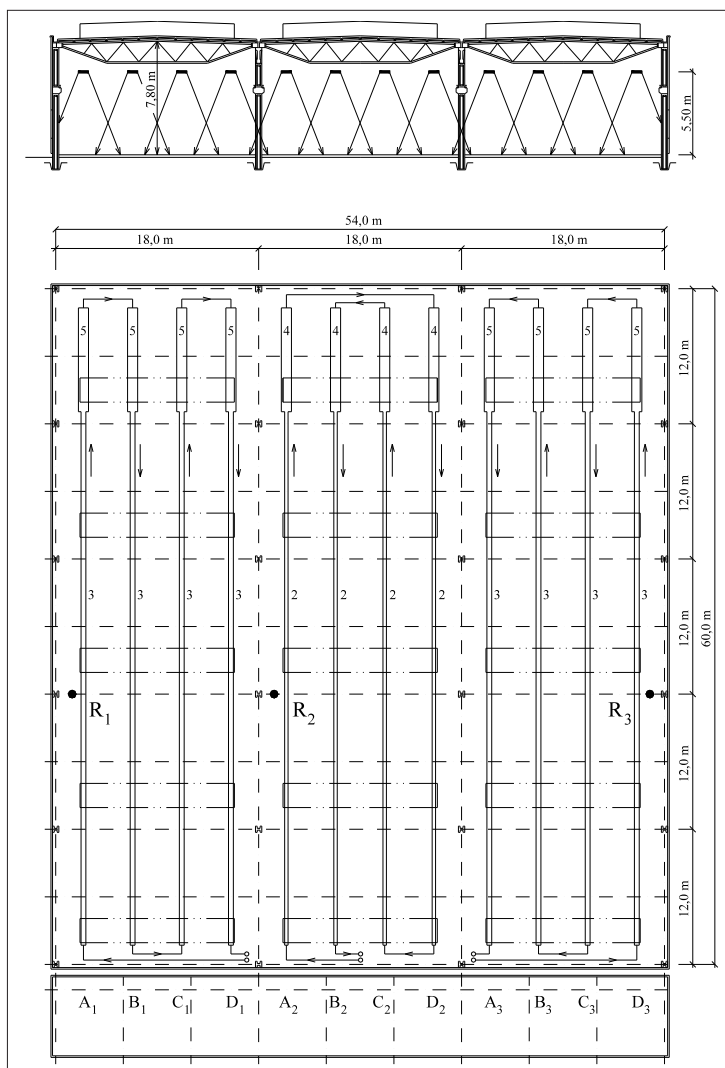 7,80 m
5,50 m
54,0 m
18,0 m 18,0 m 18,0 m
5 5 5 5 4 4 4 4 5 5 5 5
12,0 m
12,0 m
3 3 3 3 2 2 2 2 3 3 3 3
12,0 m
60,0 m
R1 R2 R3
12,0 m
12,0 m
A1 B1 C1 D1 A2 B2 C2 D2 A3 B3 C3 D3